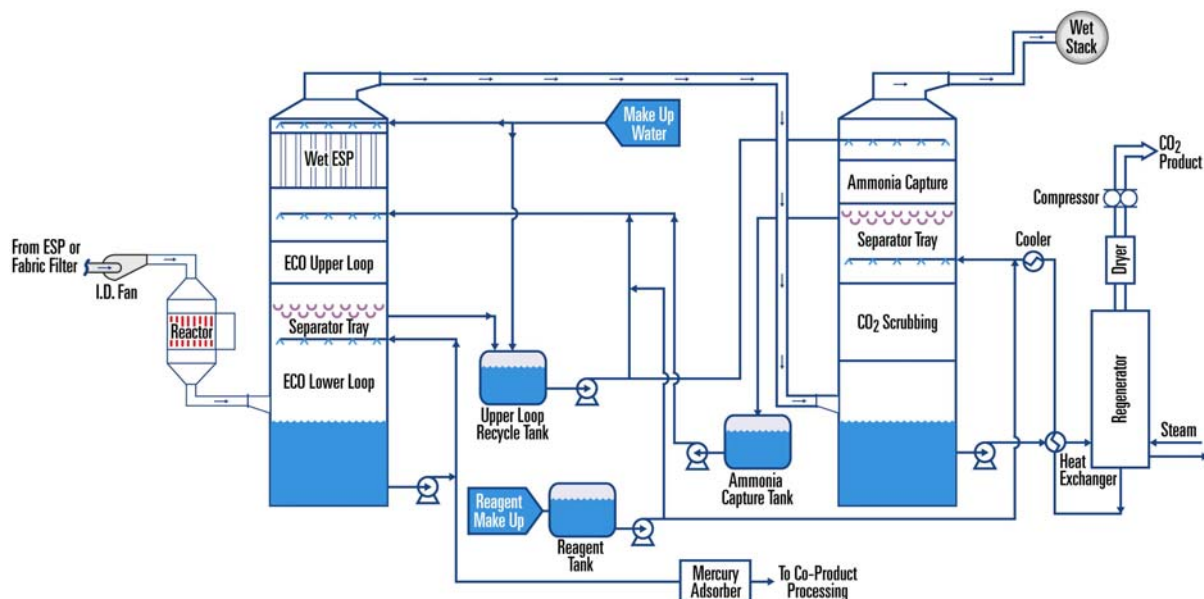 Wet
Stack
Make Up
Water
Wet ESP
CO2
Product
Ammonia Capture
Compressor
From ESP or
Fabric Filter
I.D. Fan
ECO Upper Loop
Separator Tray
Cooler
Dryer
Reactor
Separator Tray
CO2 Scrubbing
ECO Lower Loop
Regenerator
Upper Loop
Recycle Tank
Steam
Heat
Exchanger
Ammonia
Capture Tank
Reagent
Make Up
Reagent
Tank
Mercury
Adsorber
To Co-Product
Processing